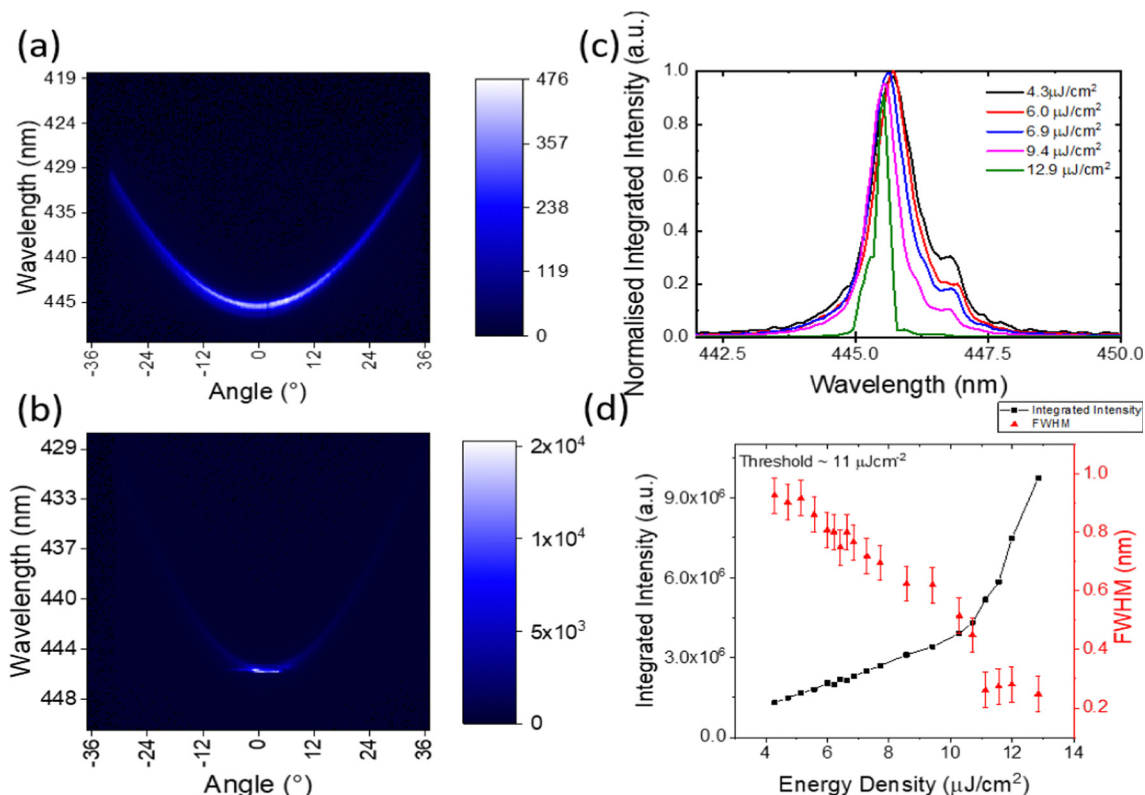 (a)
Wavelength (nm)
419
424
429
435
440
445
-36
-24
-12
0
12
24
36
Angle (°)
476
357
238
119
0
(b)
Wavelength (nm)
429
433
437
440
444
448
-36
-24
-12
0
12
24
36
Angle (°)
2x10⁴
1x10⁴
5x10³
0
(c)
Normalised Integrated Intensity (a.u.)
1.0
0.8
0.6
0.4
0.2
0.0
4.3μJ/cm²
6.0 μJ/cm²
6.9 μJ/cm²
9.4 μJ/cm²
12.9 μJ/cm²
442.5
445.0
447.5
450.0
Wavelength (nm)
(d)
Integrated Intensity
FWHM
Threshold ~ 11 μJcm⁻²
Integrated Intensity (a.u.)
9.0x10⁶
6.0x10⁶
3.0x10⁶
0.0
4
6
8
10
12
14
Energy Density (μJ/cm²)
1.0
0.8
0.6
0.4
0.2
FWHM (nm)